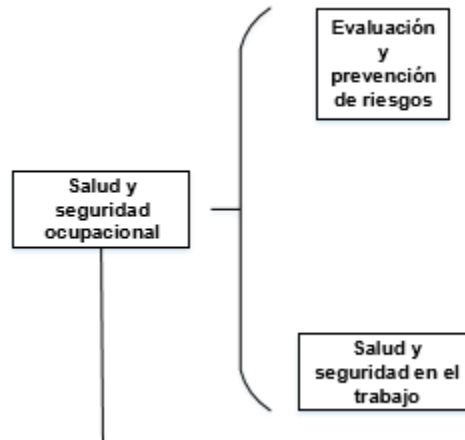 Evaluación
y
prevención
de riesgos
Salud y
seguridad
ocupacional
Salud y
seguridad en el
trabajo